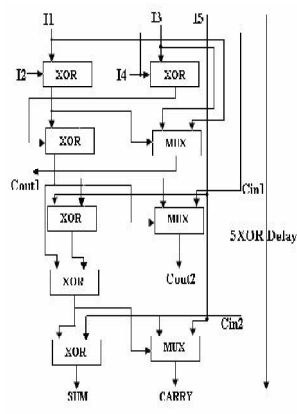 I1 I3 I5
I2 XOR I4 XOR
XOR MUX
Cout1 Cin1
XOR MUX
5XOR Delay
Cout2
XOR
Cin2
XOR MUX
SUM CARRY